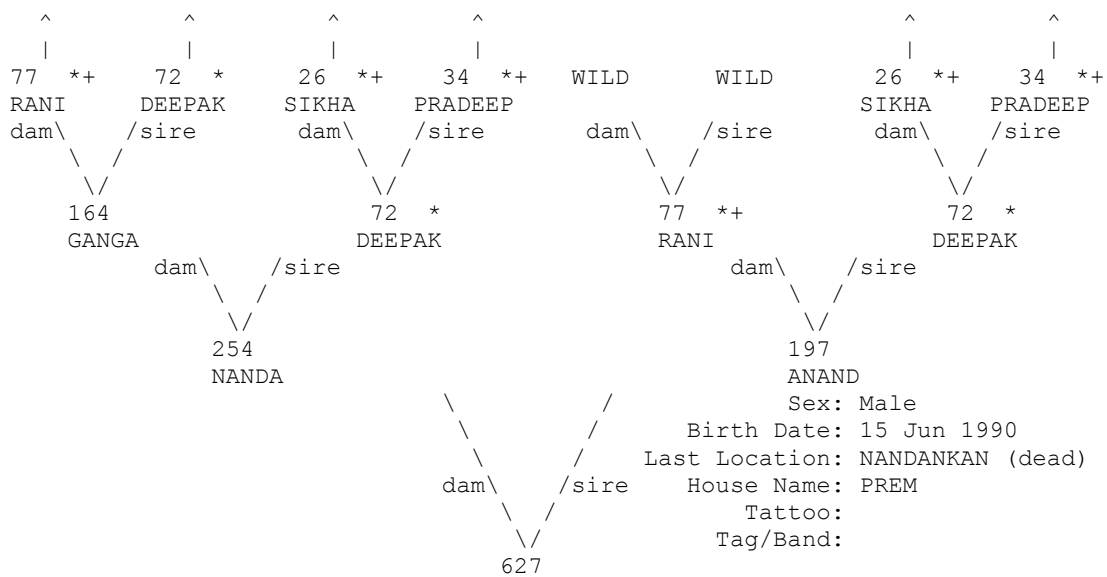 ^ ^ ^ ^ ^ ^
| | | | | |
77 *+ 72 * 26 *+ 34 *+ WILD WILD 26 *+ 34 *+
RANI DEEPAK SIKHA PRADEEP SIKHA PRADEEP
dam\ /sire dam\ /sire dam\ /sire dam\ /sire
\ / \ / \ / \ /
\/ \/ \/ \/
164 72 * 77 *+ 72 *
GANGA DEEPAK RANI DEEPAK
dam\ /sire dam\ /sire
\ / \ /
\/ \/
254 197
NANDA ANAND
\ / Sex: Male
\ / Birth Date: 15 Jun 1990
\ / Last Location: NANDANKAN (dead)
dam\ /sire House Name: PREM
\ / Tattoo:
\/ Tag/Band:
627